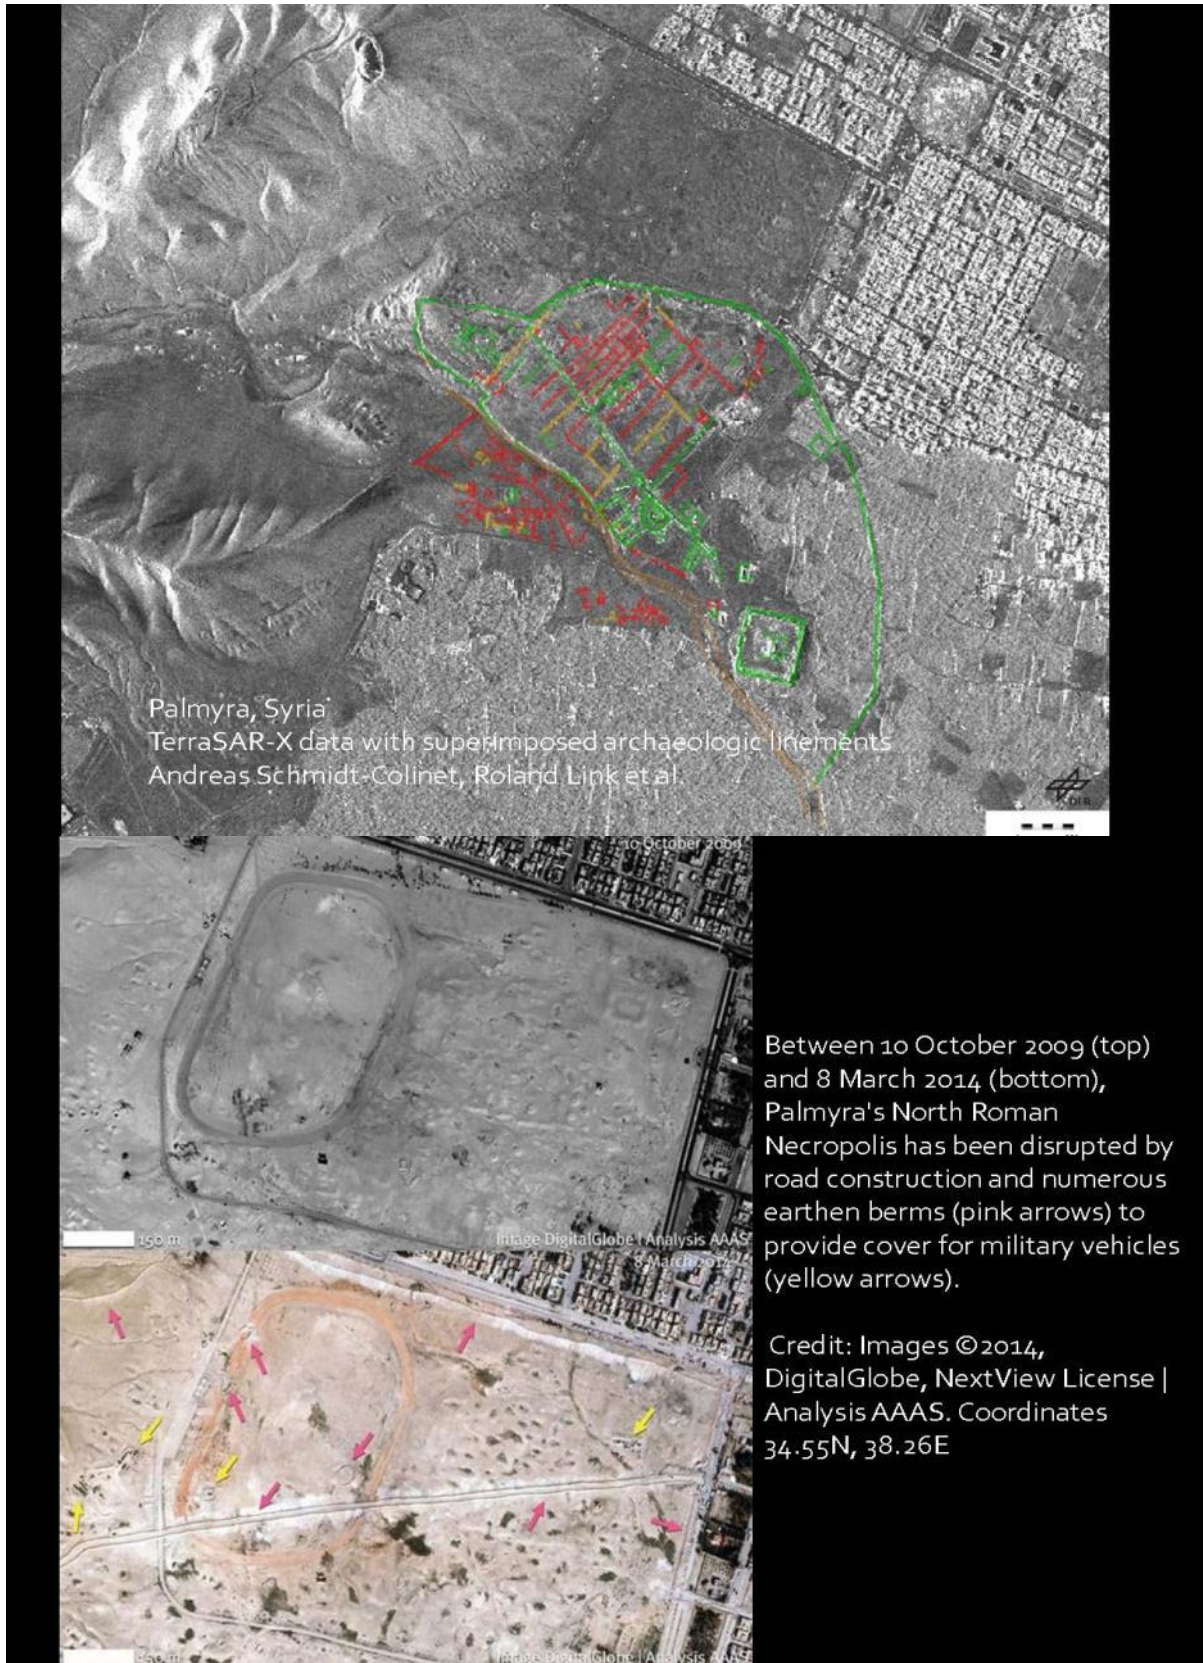 Palmyra, Syria
TerraSAR-X data with superimposed archaeologic linements
Andreas Schmidt-Colinet, Roland Link et al.
DLR
10 October 2009
150 m
Image DigitalGlobe | Analysis AAAS
8 March 2014
150 m
Image DigitalGlobe | Analysis AAAS
Between 10 October 2009 (top)
and 8 March 2014 (bottom),
Palmyra's North Roman
Necropolis has been disrupted by
road construction and numerous
earthen berms (pink arrows) to
provide cover for military vehicles
(yellow arrows).
Credit: Images ©2014,
DigitalGlobe, NextView License |
Analysis AAAS. Coordinates
34.55N, 38.26E